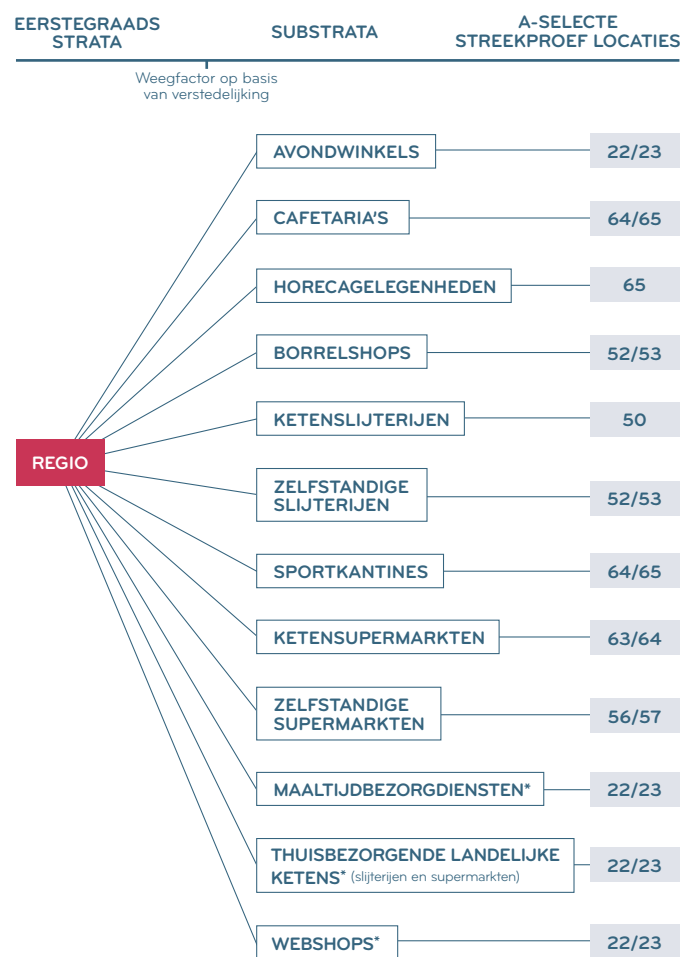 EERSTEGRAADS
STRATA
SUBSTRATA
A-SELECTE
STREEKPROEF LOCATIES
Weegfactor op basis
van verstedelijking
AVONDWINKELS
22/23
CAFETARIA'S
64/65
HORECAGELEGENHEDEN
65
BORRELSHOPS
52/53
KETENSLIJTERIJEN
50
REGIO
ZELFSTANDIGE
SLIJTERIJEN
52/53
SPORTKANTINES
64/65
KETENSUPERMARKTEN
63/64
ZELFSTANDIGE
SUPERMARKTEN
56/57
MAALTIJDBEZORGDIENSTEN*
22/23
THUISBEZORGENDE LANDELIJKE
KETENS* (slijterijen en supermarkten)
22/23
WEBSHOPS*
22/23